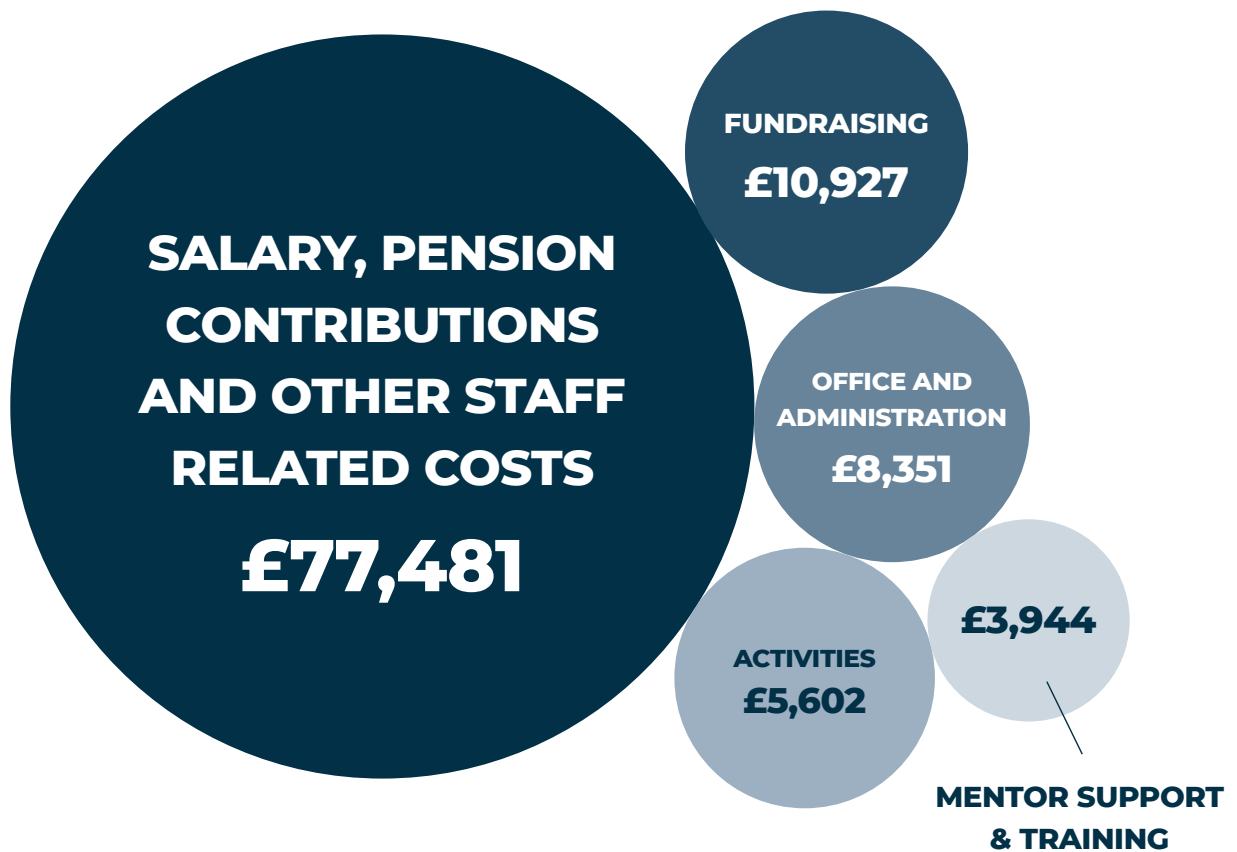 SALARY, PENSION
CONTRIBUTIONS
AND OTHER STAFF
RELATED COSTS
£77,481
FUNDRAISING
£10,927
OFFICE AND
ADMINISTRATION
£8,351
ACTIVITIES
£5,602
£3,944
MENTOR SUPPORT
& TRAINING